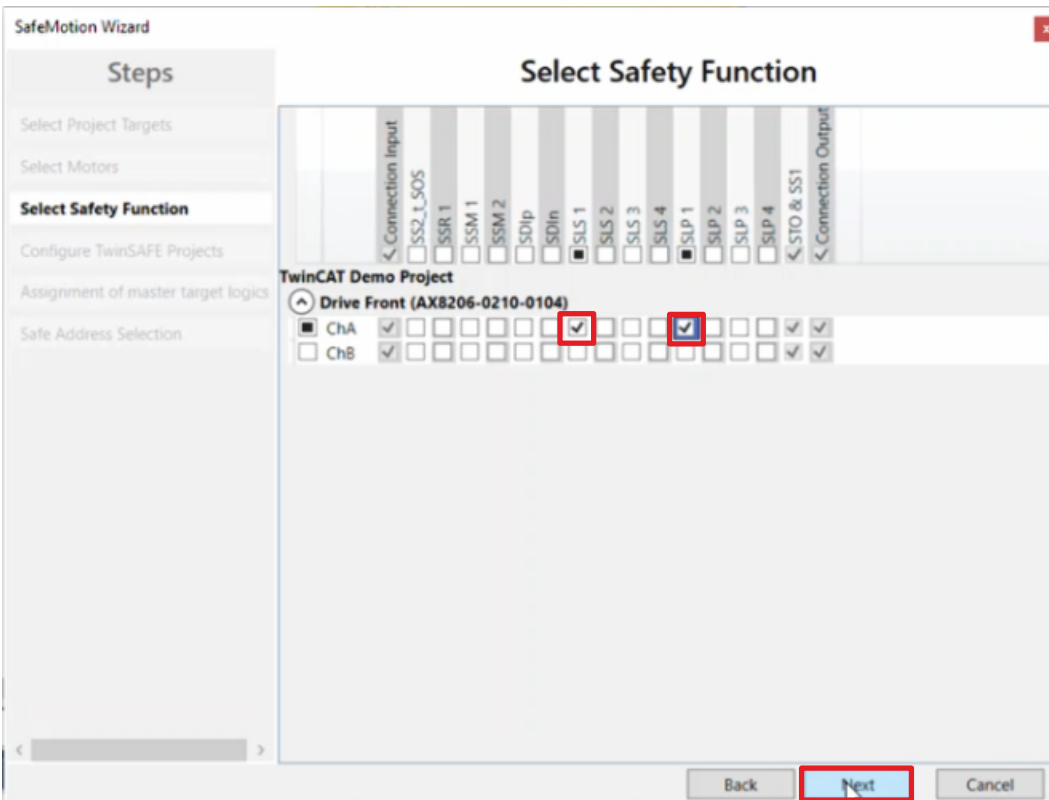 SafeMotion Wizard
x
Steps
Select Safety Function
Select Project Targets
Select Motors
Select Safety Function
Configure TwinSAFE Projects
Assignment of master target logics
Safe Address Selection
Connection Input
SS2_t_SOS
SSR 1
SSM 1
SSM 2
SDIp
SDIn
SLS 1
SLS 2
SLS 3
SLS 4
SLP 1
SLP 2
SLP 3
SLP 4
STO & SS1
Connection Output
TwinCAT Demo Project
Drive Front (AX8206-0210-0104)
ChA
ChB
Back
Next
Cancel